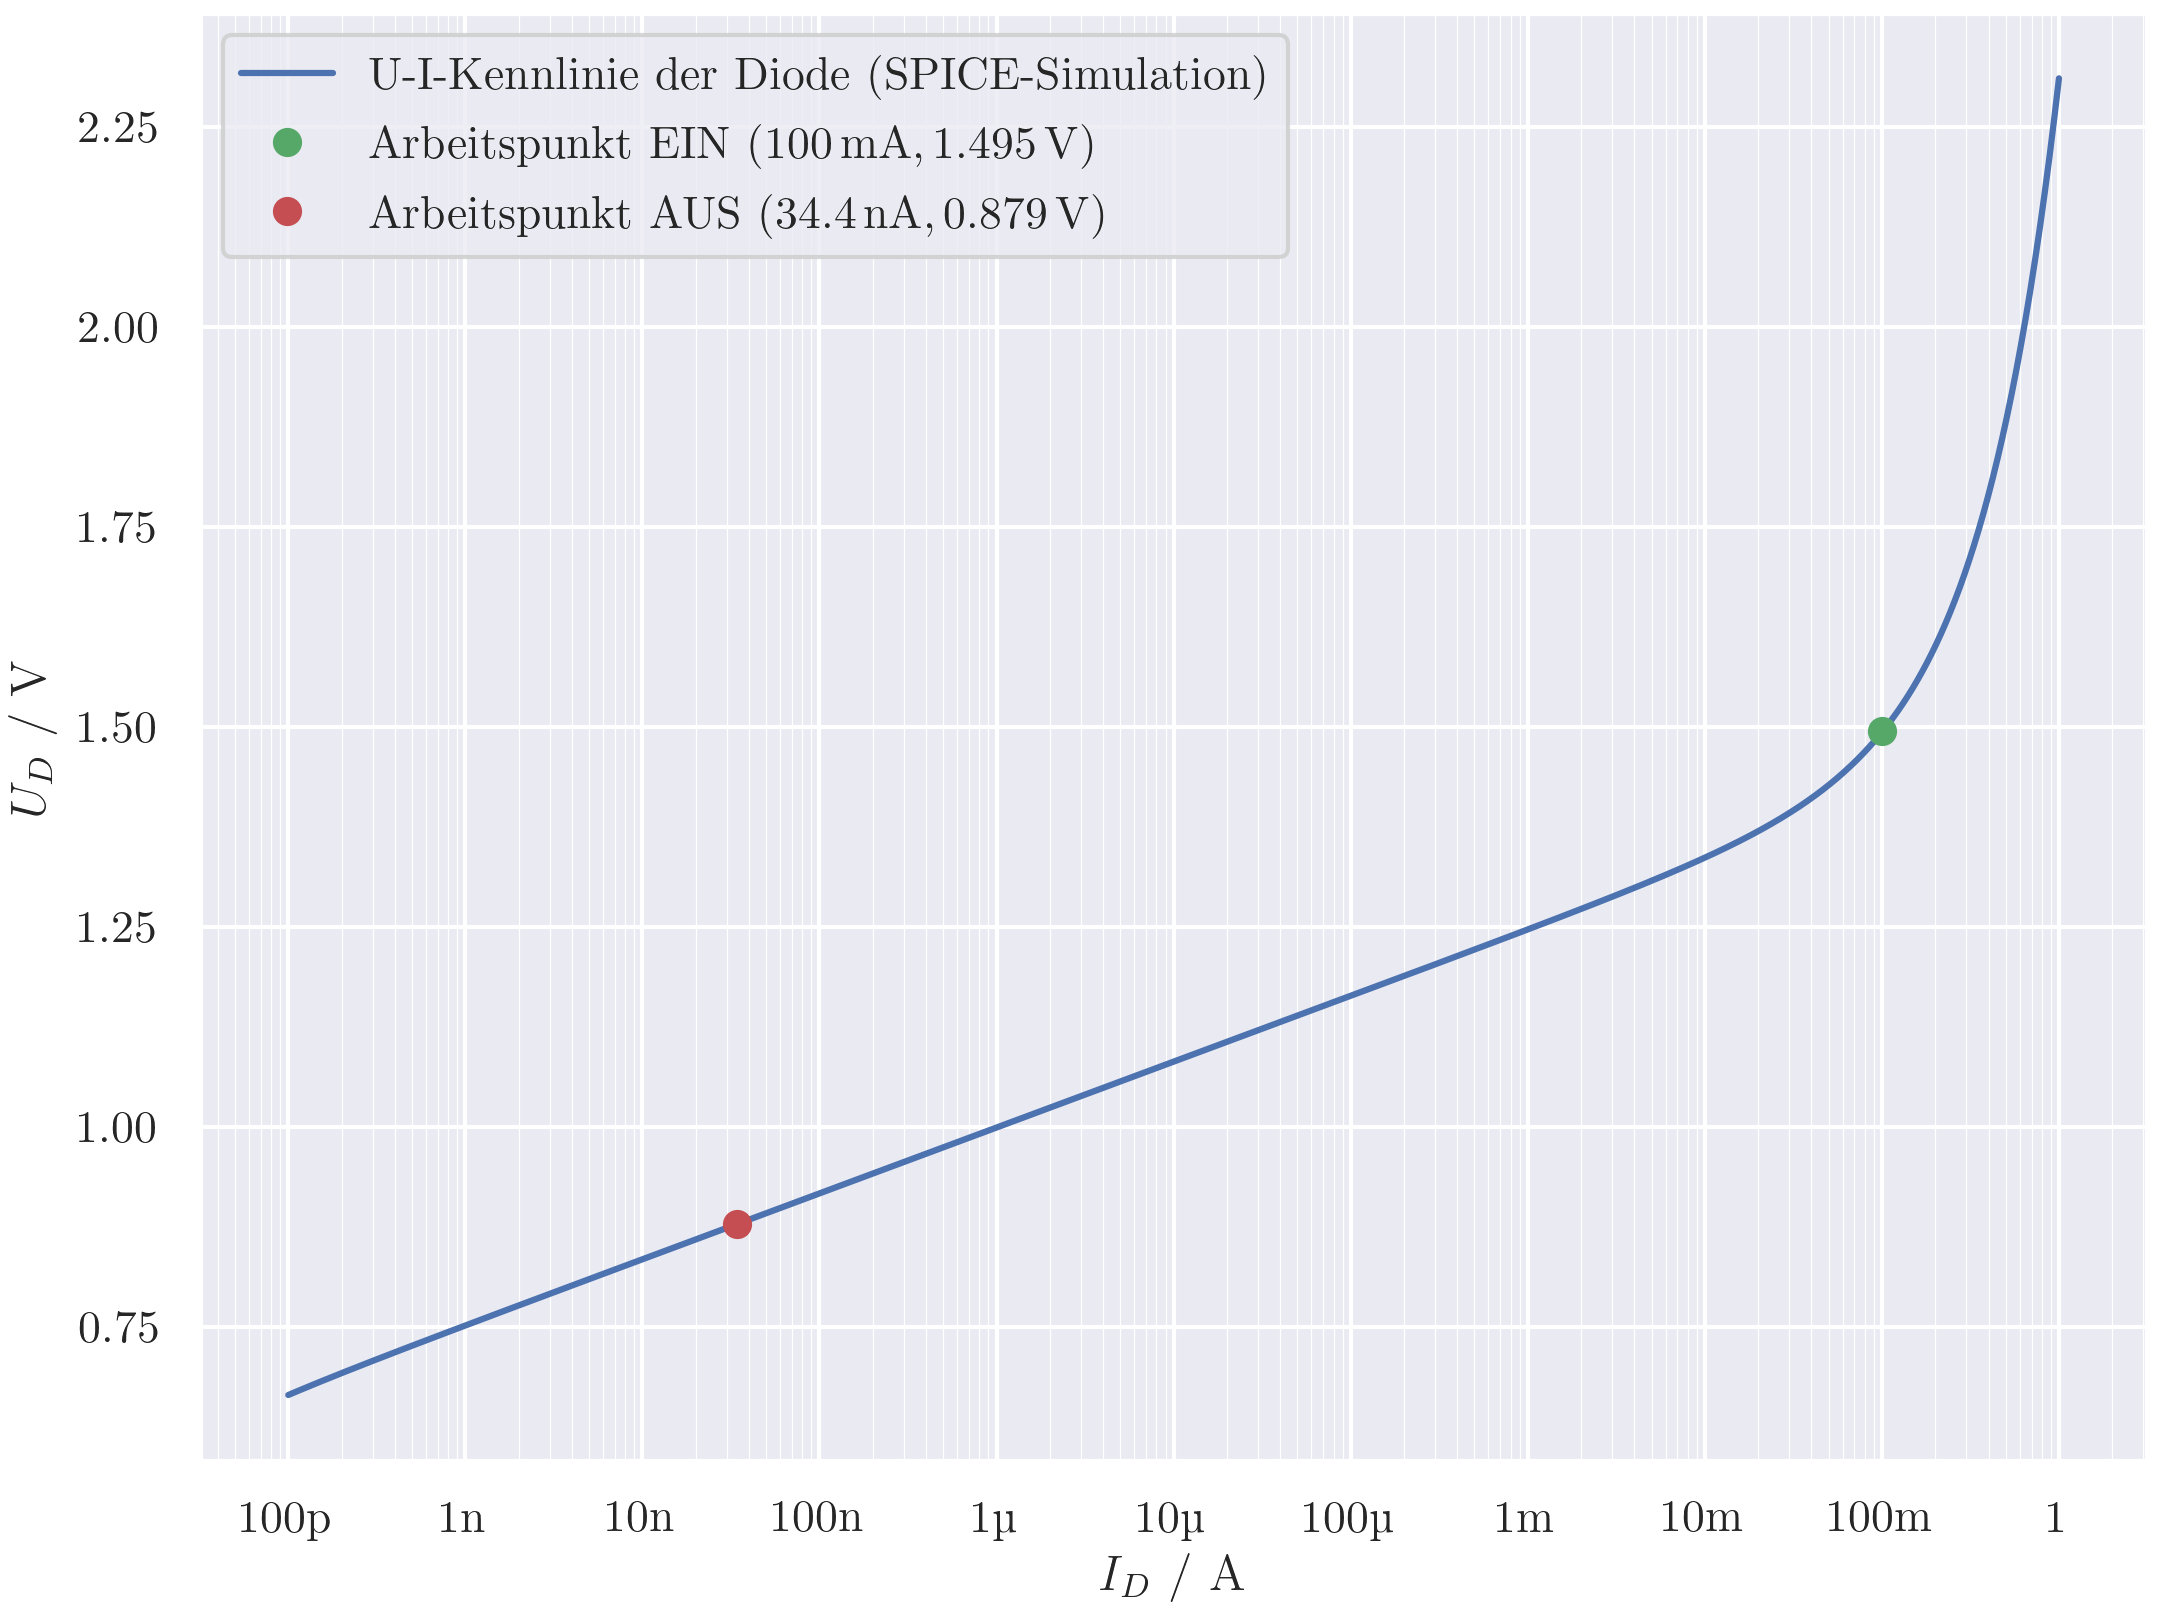 U-I-Kennlinie der Diode (SPICE-Simulation)
Arbeitspunkt EIN (100 mA, 1.495 V)
Arbeitspunkt AUS (34.4 nA, 0.879 V)
2.25
2.00
1.75
1.50
1.25
1.00
0.75
U_D / V
100p 1n 10n 100n 1µ 10µ 100µ 1m 10m 100m 1
I_D / A